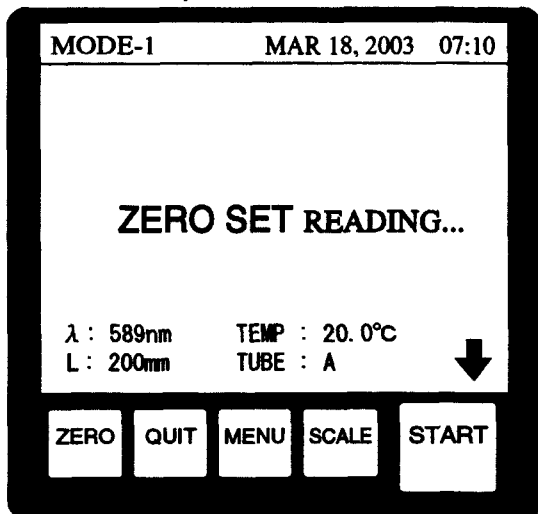 MODE-1 MAR 18, 2003 07:10
ZERO SET READING...
λ : 589nm TEMP : 20.0°C
L : 200mm TUBE : A
ZERO QUIT MENU SCALE START